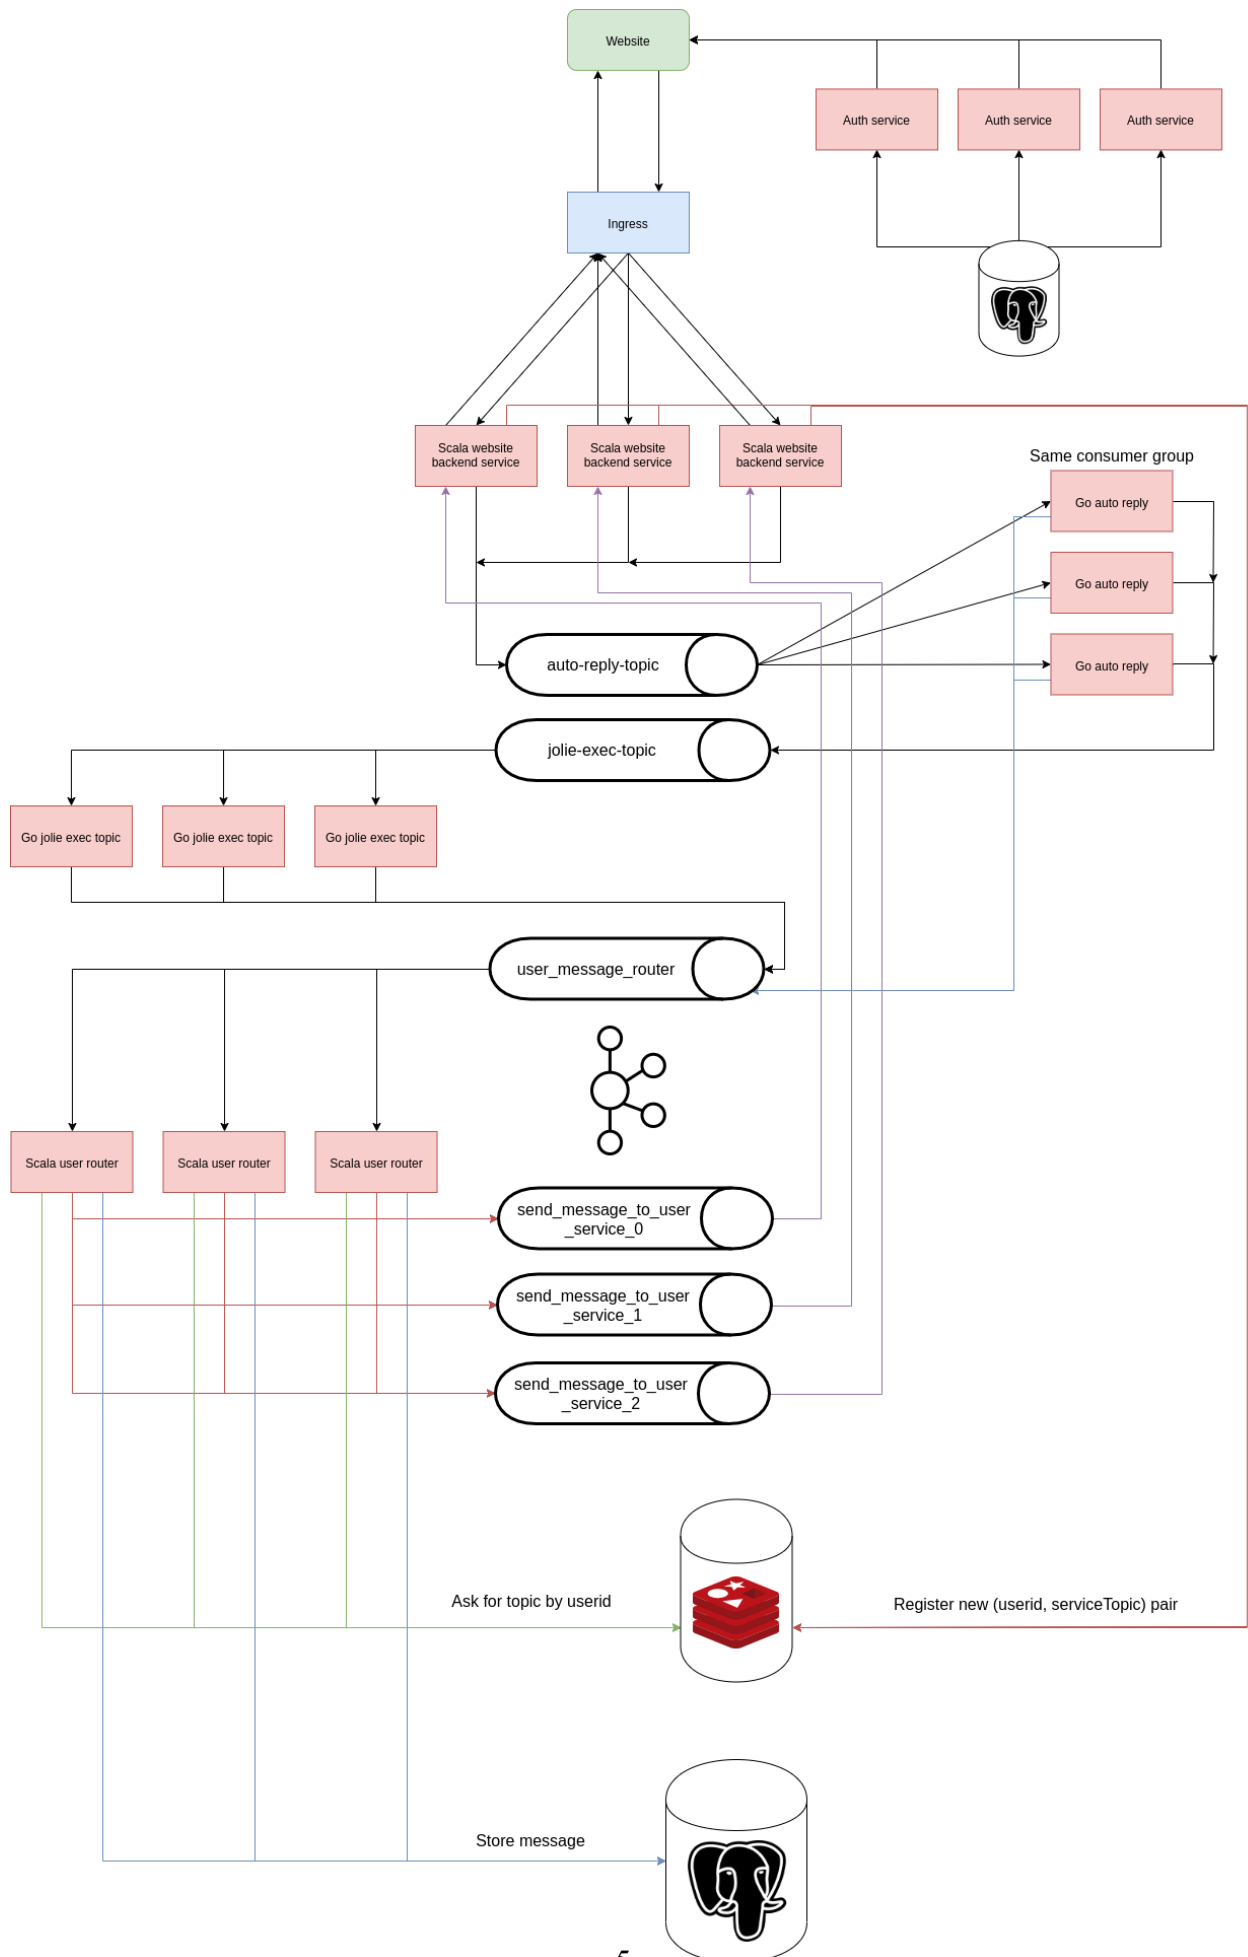 Website
Auth service
Auth service
Auth service
Ingress
Scala website
backend service
Scala website
backend service
Scala website
backend service
Same consumer group
Go auto reply
Go auto reply
Go auto reply
auto-reply-topic
jolie-exec-topic
Go jolie exec topic
Go jolie exec topic
Go jolie exec topic
user_message_router
Scala user router
Scala user router
Scala user router
send_message_to_user
_service_0
send_message_to_user
_service_1
send_message_to_user
_service_2
Ask for topic by userid
Register new (userid, serviceTopic) pair
Store message